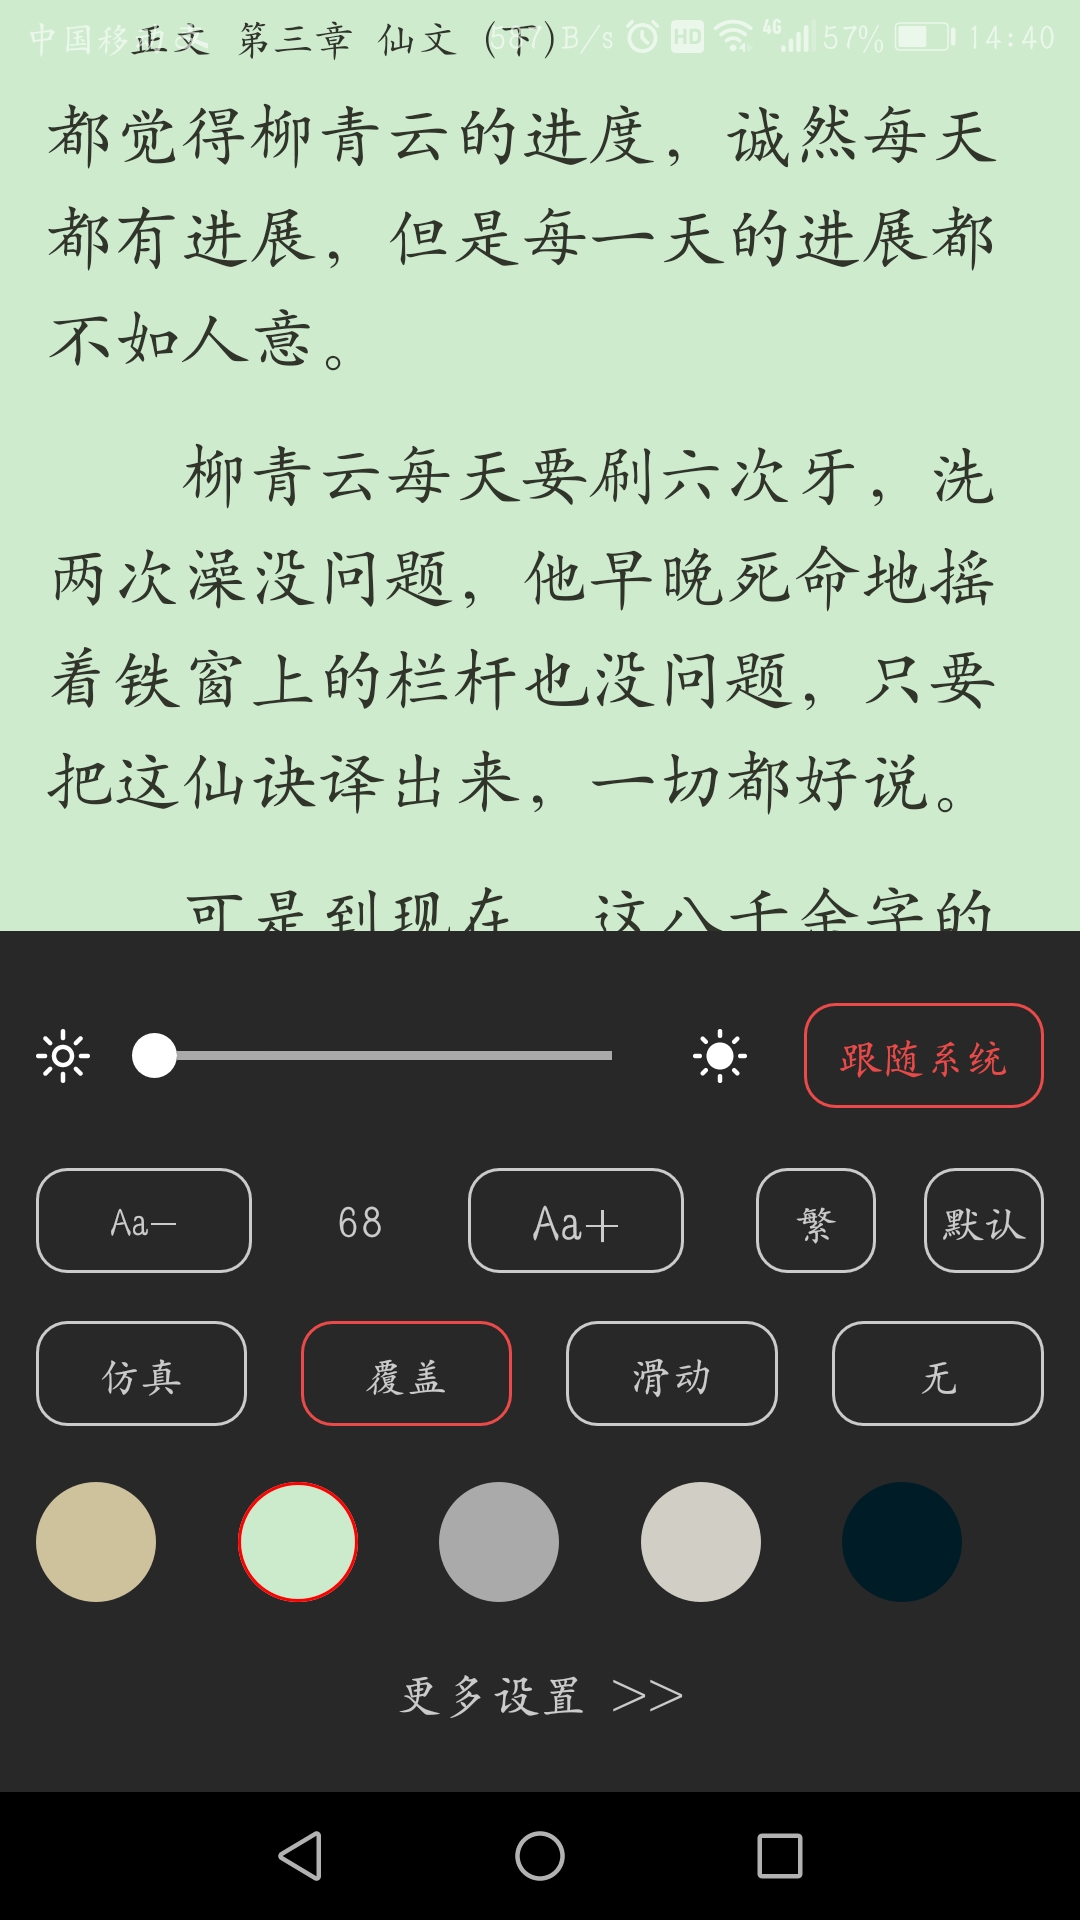 中国移动
正文 第三章 仙文（下）
B/s HD 4G 57% 14:40
都觉得柳青云的进度，诚然每天
都有进展，但是每一天的进展都
不如人意。
柳青云每天要刷六次牙，洗
两次澡没问题，他早晚死命地摇
着铁窗上的栏杆也没问题，只要
把这仙诀译出来，一切都好说。
可是到现在，这八千余字的
跟随系统
Aa— 68 Aa＋ 繁 默认
仿真 覆盖 滑动 无
更多设置 >>